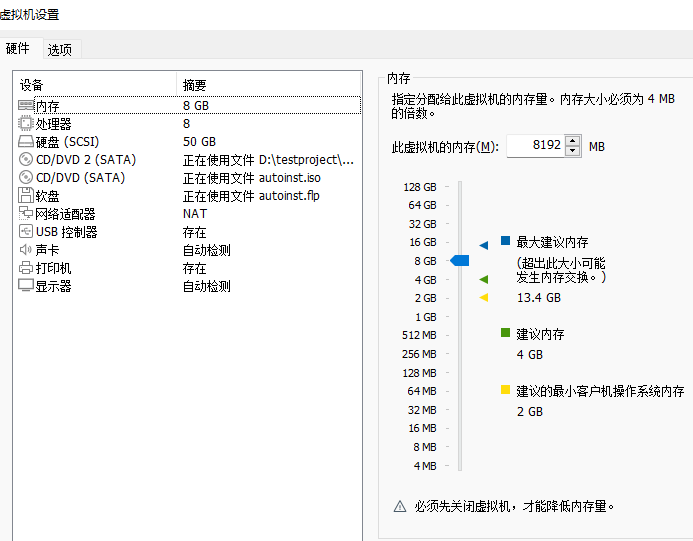 虚拟机设置
硬件 选项
设备 摘要
内存 8 GB
处理器 8
硬盘 (SCSI) 50 GB
CD/DVD 2 (SATA) 正在使用文件 D:\testproject\...
CD/DVD (SATA) 正在使用文件 autoinst.iso
软盘 正在使用文件 autoinst.flp
网络适配器 NAT
USB 控制器 存在
声卡 自动检测
打印机 存在
显示器 自动检测
内存
指定分配给此虚拟机的内存量。内存大小必须为 4 MB
的倍数。
此虚拟机的内存(M): 8192 MB
128 GB
64 GB
32 GB
16 GB
8 GB
4 GB
2 GB
1 GB
512 MB
256 MB
128 MB
64 MB
32 MB
16 MB
8 MB
4 MB
最大建议内存
(超出此大小可能
发生内存交换。)
13.4 GB
建议内存
4 GB
建议的最小客户机操作系统内存
2 GB
必须先关闭虚拟机，才能降低内存量。